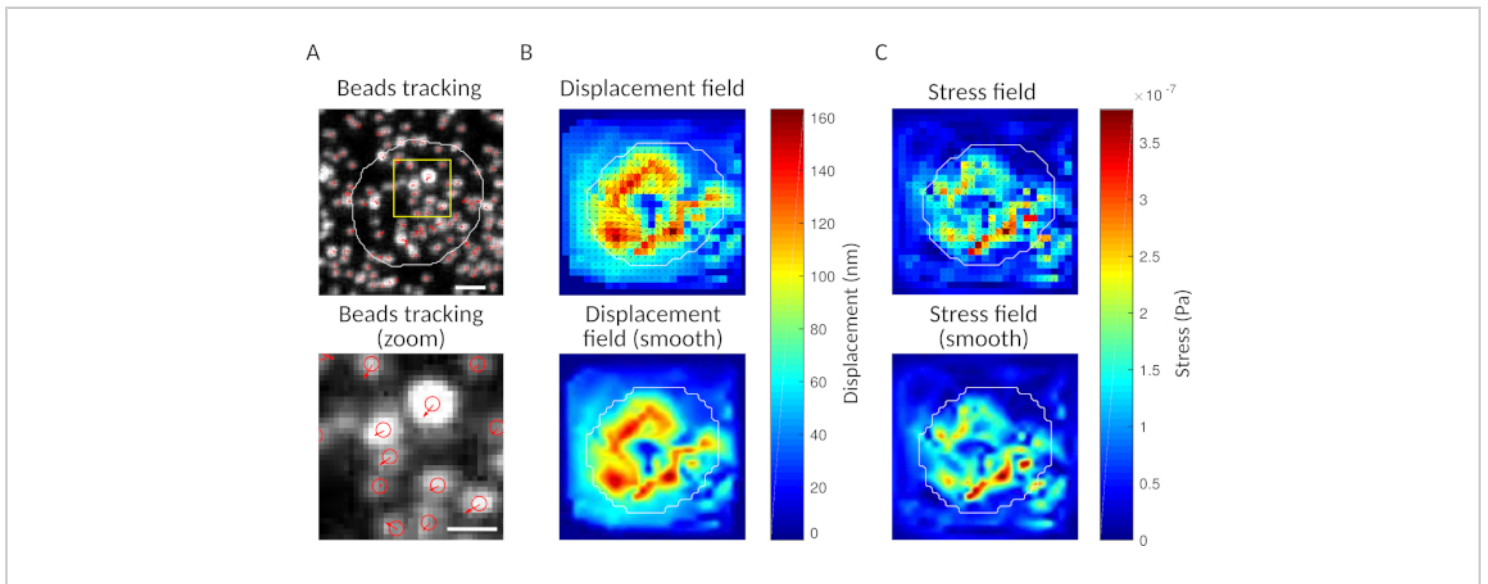 A
B
C
Beads tracking
Displacement field
Stress field
160
140
120
100
80
60
40
20
0
Displacement (nm)
× 10⁻⁷
3.5
3
2.5
2
1.5
1
0.5
0
Stress (Pa)
Beads tracking
(zoom)
Displacement
field (smooth)
Stress field
(smooth)